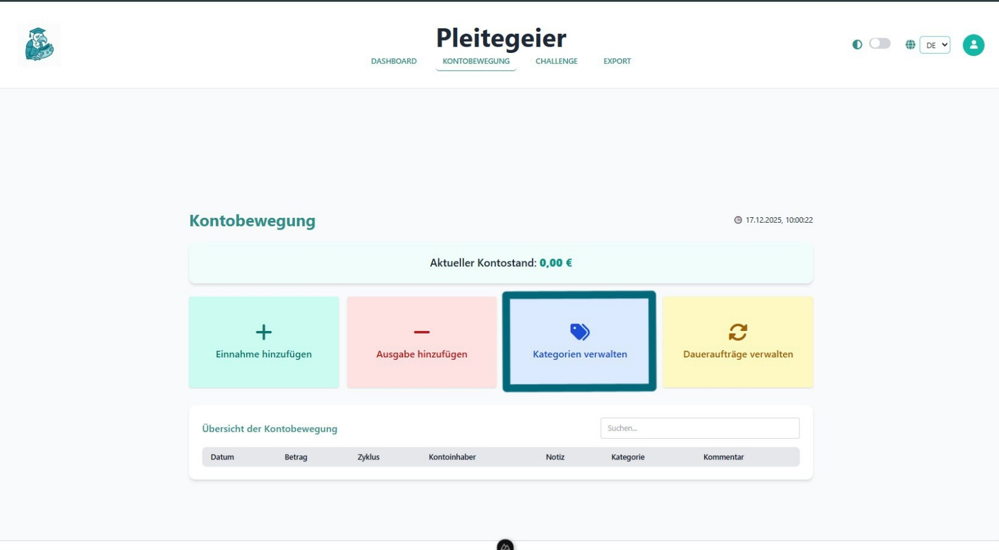 Pleitegeier
DASHBOARD KONTOBEWEGUNG CHALLENGE EXPORT
DE
Kontobewegung
17.12.2025, 10:00:22
Aktueller Kontostand: 0,00 €
Einnahme hinzufügen
Ausgabe hinzufügen
Kategorien verwalten
Daueraufträge verwalten
Übersicht der Kontobewegung
Suchen...
Datum Betrag Zyklus Kontoinhaber Notiz Kategorie Kommentar